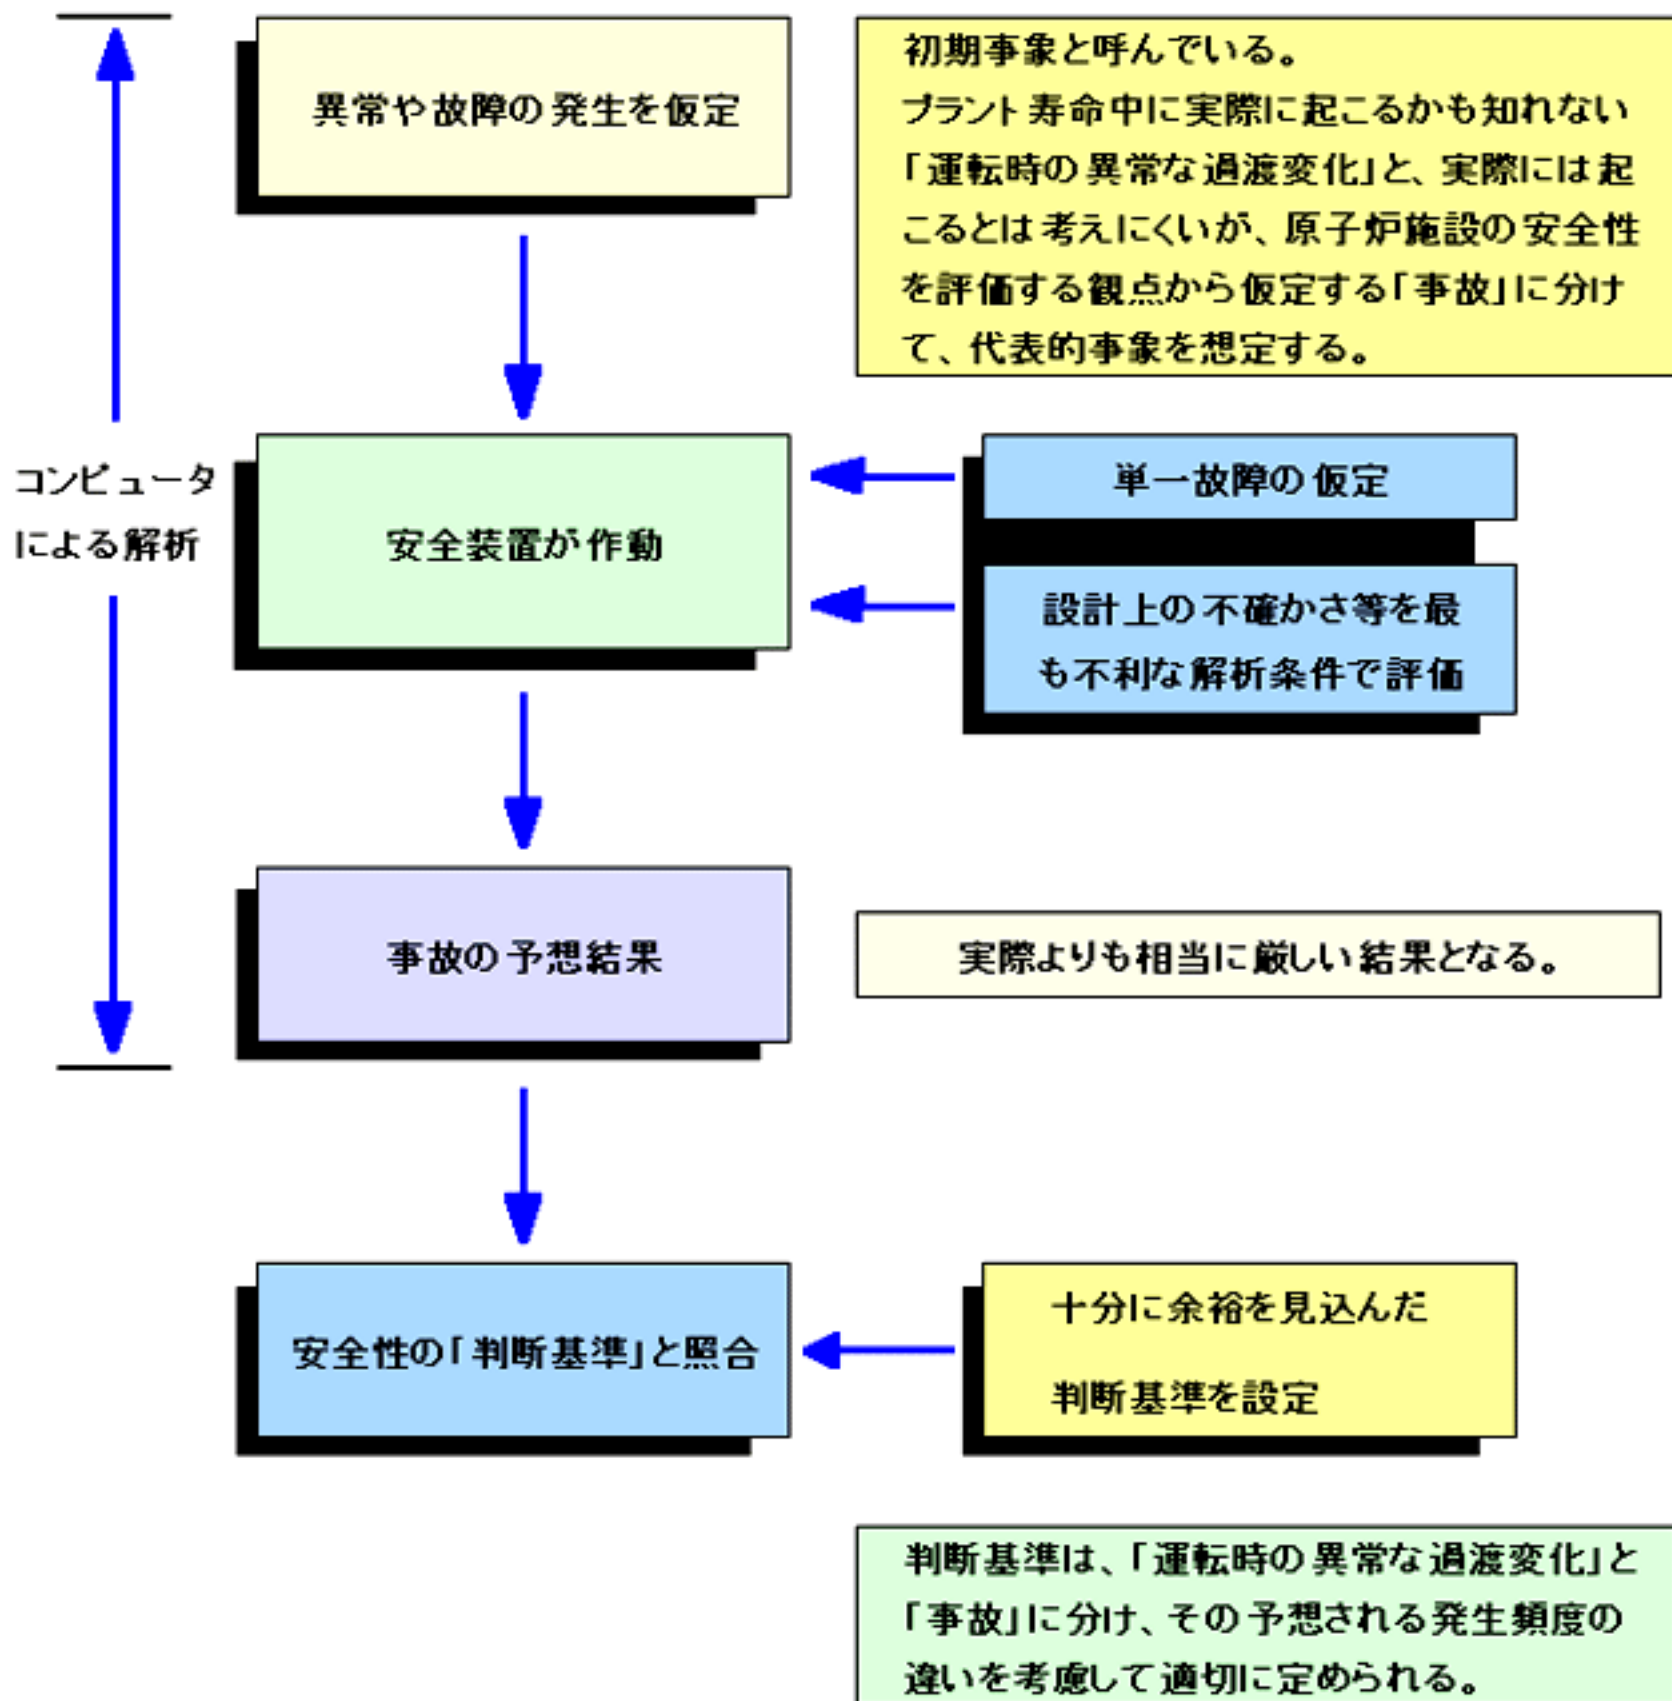 異常や故障の発生を仮定
初期事象と呼んでいる。
プラント寿命中に実際に起こるかも知れない
「運転時の異常な過渡変化」と、実際には起
こるとは考えにくいが、原子炉施設の安全性
を評価する観点から仮定する「事故」に分け
て、代表的事象を想定する。
コンピュータ
による解析
安全装置が作動
単一故障の仮定
設計上の不確かさ等を最
も不利な解析条件で評価
事故の予想結果
実際よりも相当に厳しい結果となる。
安全性の「判断基準」と照合
十分に余裕を見込んだ
判断基準を設定
判断基準は、「運転時の異常な過渡変化」と
「事故」に分け、その予想される発生頻度の
違いを考慮して適切に定められる。